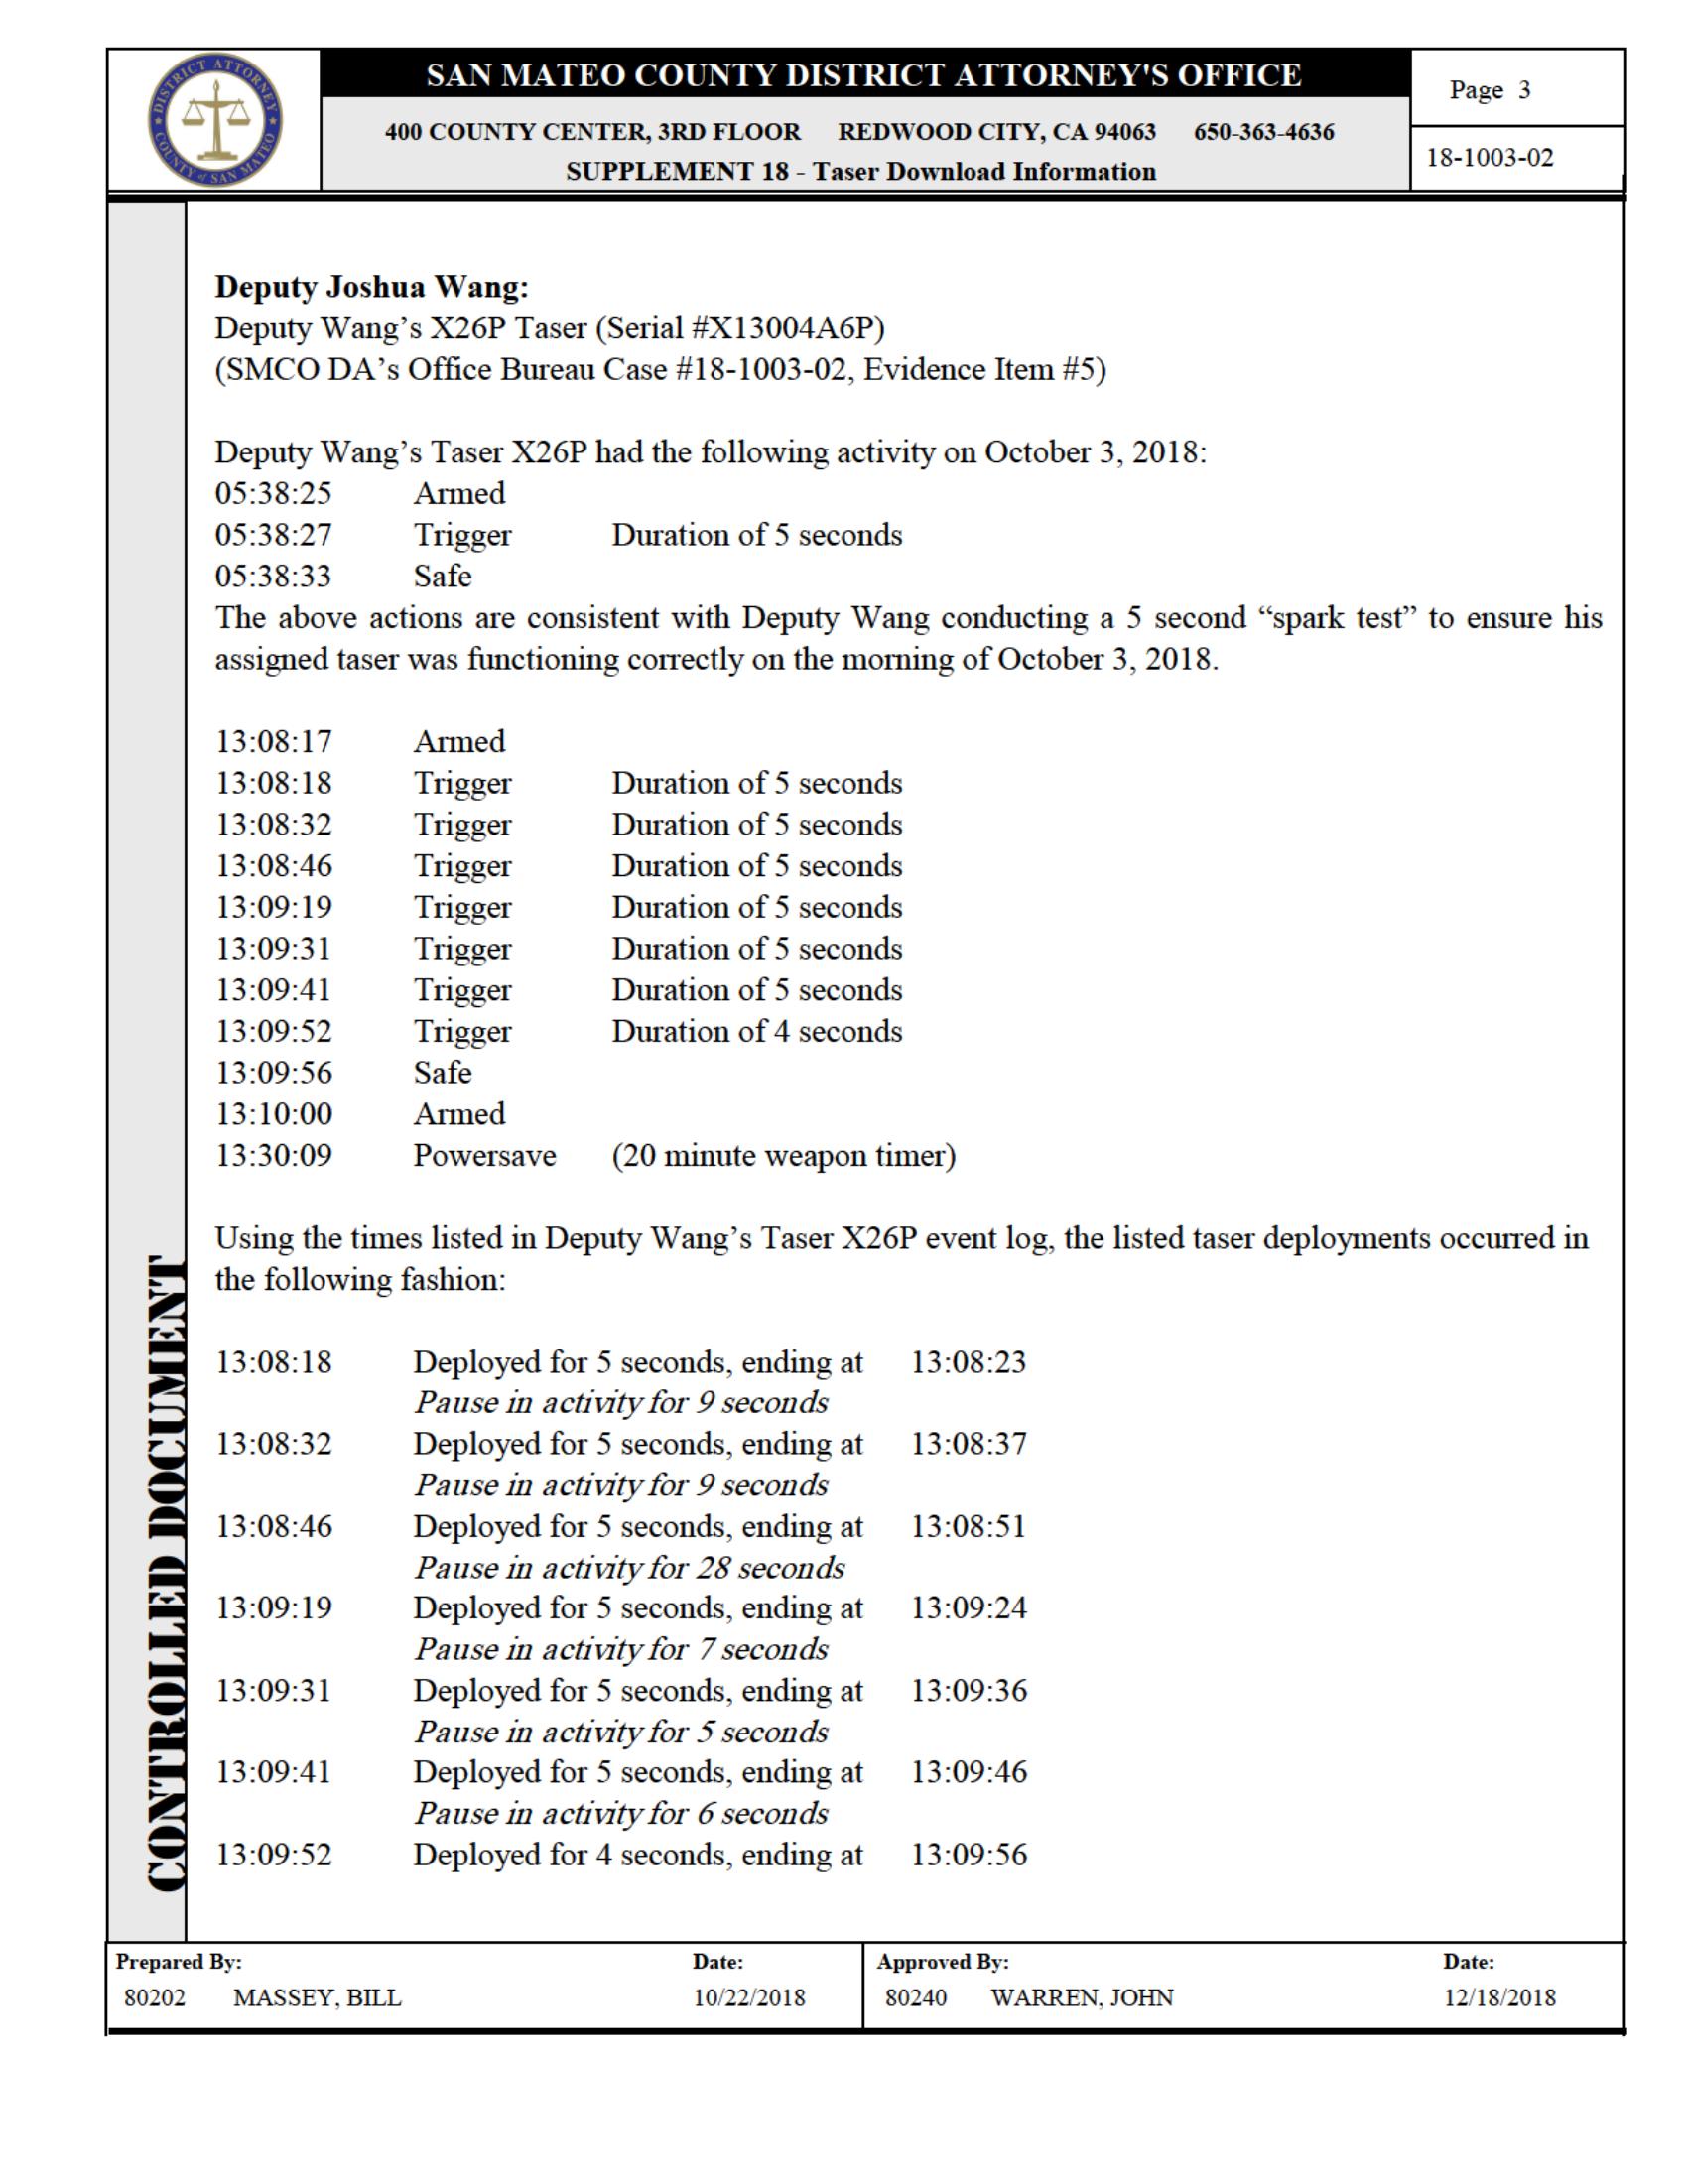 DISTRICT ATTORNEY
COUNTY of SAN MATEO
SAN MATEO COUNTY DISTRICT ATTORNEY'S OFFICE
400 COUNTY CENTER, 3RD FLOOR REDWOOD CITY, CA 94063 650-363-4636
SUPPLEMENT 18 - Taser Download Information
Page 3
18-1003-02
Deputy Joshua Wang:
Deputy Wang’s X26P Taser (Serial #X13004A6P)
(SMCO DA’s Office Bureau Case #18-1003-02, Evidence Item #5)
Deputy Wang’s Taser X26P had the following activity on October 3, 2018:
05:38:25 Armed
05:38:27 Trigger Duration of 5 seconds
05:38:33 Safe
The above actions are consistent with Deputy Wang conducting a 5 second “spark test” to ensure his
assigned taser was functioning correctly on the morning of October 3, 2018.
13:08:17 Armed
13:08:18 Trigger Duration of 5 seconds
13:08:32 Trigger Duration of 5 seconds
13:08:46 Trigger Duration of 5 seconds
13:09:19 Trigger Duration of 5 seconds
13:09:31 Trigger Duration of 5 seconds
13:09:41 Trigger Duration of 5 seconds
13:09:52 Trigger Duration of 4 seconds
13:09:56 Safe
13:10:00 Armed
13:30:09 Powersave (20 minute weapon timer)
Using the times listed in Deputy Wang’s Taser X26P event log, the listed taser deployments occurred in
the following fashion:
13:08:18 Deployed for 5 seconds, ending at 13:08:23
Pause in activity for 9 seconds
13:08:32 Deployed for 5 seconds, ending at 13:08:37
Pause in activity for 9 seconds
13:08:46 Deployed for 5 seconds, ending at 13:08:51
Pause in activity for 28 seconds
13:09:19 Deployed for 5 seconds, ending at 13:09:24
Pause in activity for 7 seconds
13:09:31 Deployed for 5 seconds, ending at 13:09:36
Pause in activity for 5 seconds
13:09:41 Deployed for 5 seconds, ending at 13:09:46
Pause in activity for 6 seconds
13:09:52 Deployed for 4 seconds, ending at 13:09:56
CONTROLLED DOCUMENT
Prepared By: Date: Approved By: Date:
80202 MASSEY, BILL 10/22/2018 80240 WARREN, JOHN 12/18/2018